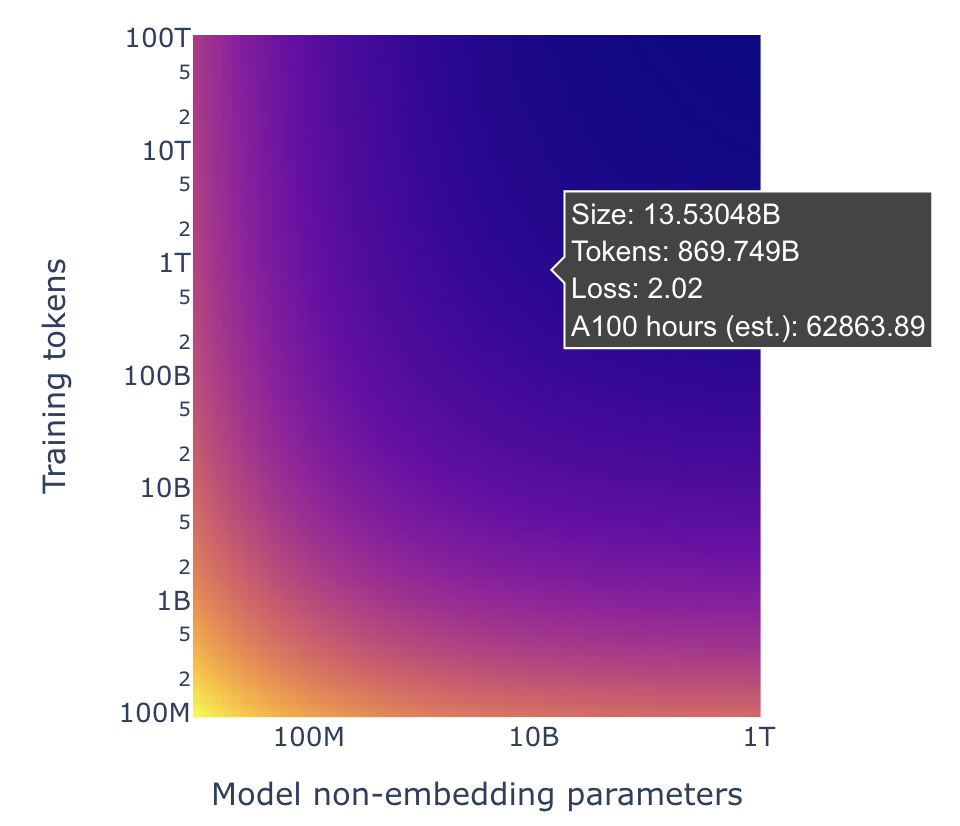 100T
5
2
10T
5
2
1T
5
2
100B
5
2
10B
5
2
1B
5
2
100M
Training tokens
Size: 13.53048B
Tokens: 869.749B
Loss: 2.02
A100 hours (est.): 62863.89
100M 10B 1T
Model non-embedding parameters